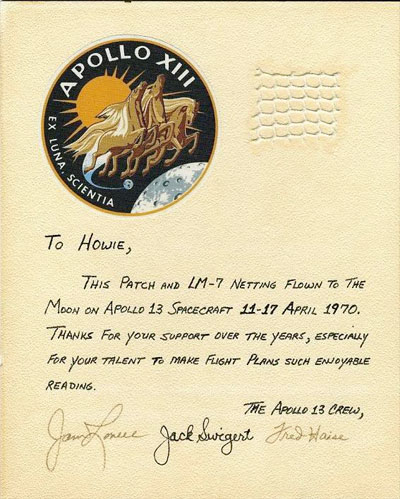 APOLLO XIII
EX LUNA, SCIENTIA
To HOWIE,
THIS PATCH AND LM-7 NETTING FLOWN TO THE
MOON ON APOLLO 13 SPACECRAFT 11-17 APRIL 1970.
THANKS FOR YOUR SUPPORT OVER THE YEARS, ESPECIALLY
FOR YOUR TALENT TO MAKE FLIGHT PLANS SUCH ENJOYABLE
READING.
THE APOLLO 13 CREW,
James Lovell Jack Swigert Fred Haise